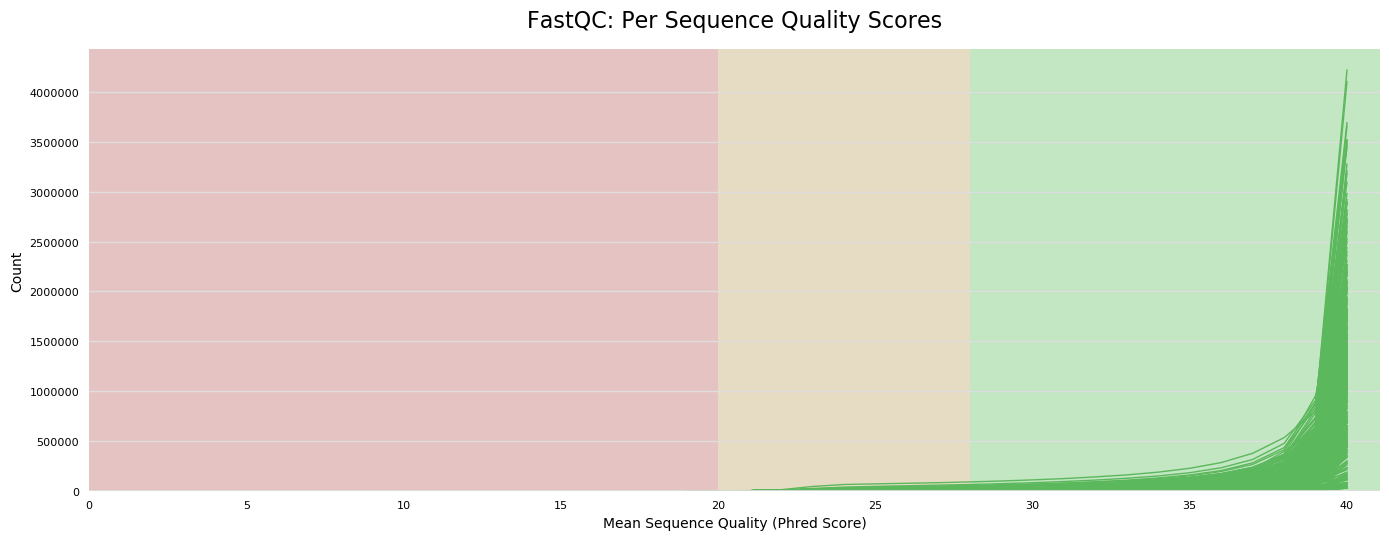 FastQC: Per Sequence Quality Scores
4000000
3500000
3000000
2500000
2000000
1500000
1000000
500000
0
Count
0 5 10 15 20 25 30 35 40
Mean Sequence Quality (Phred Score)